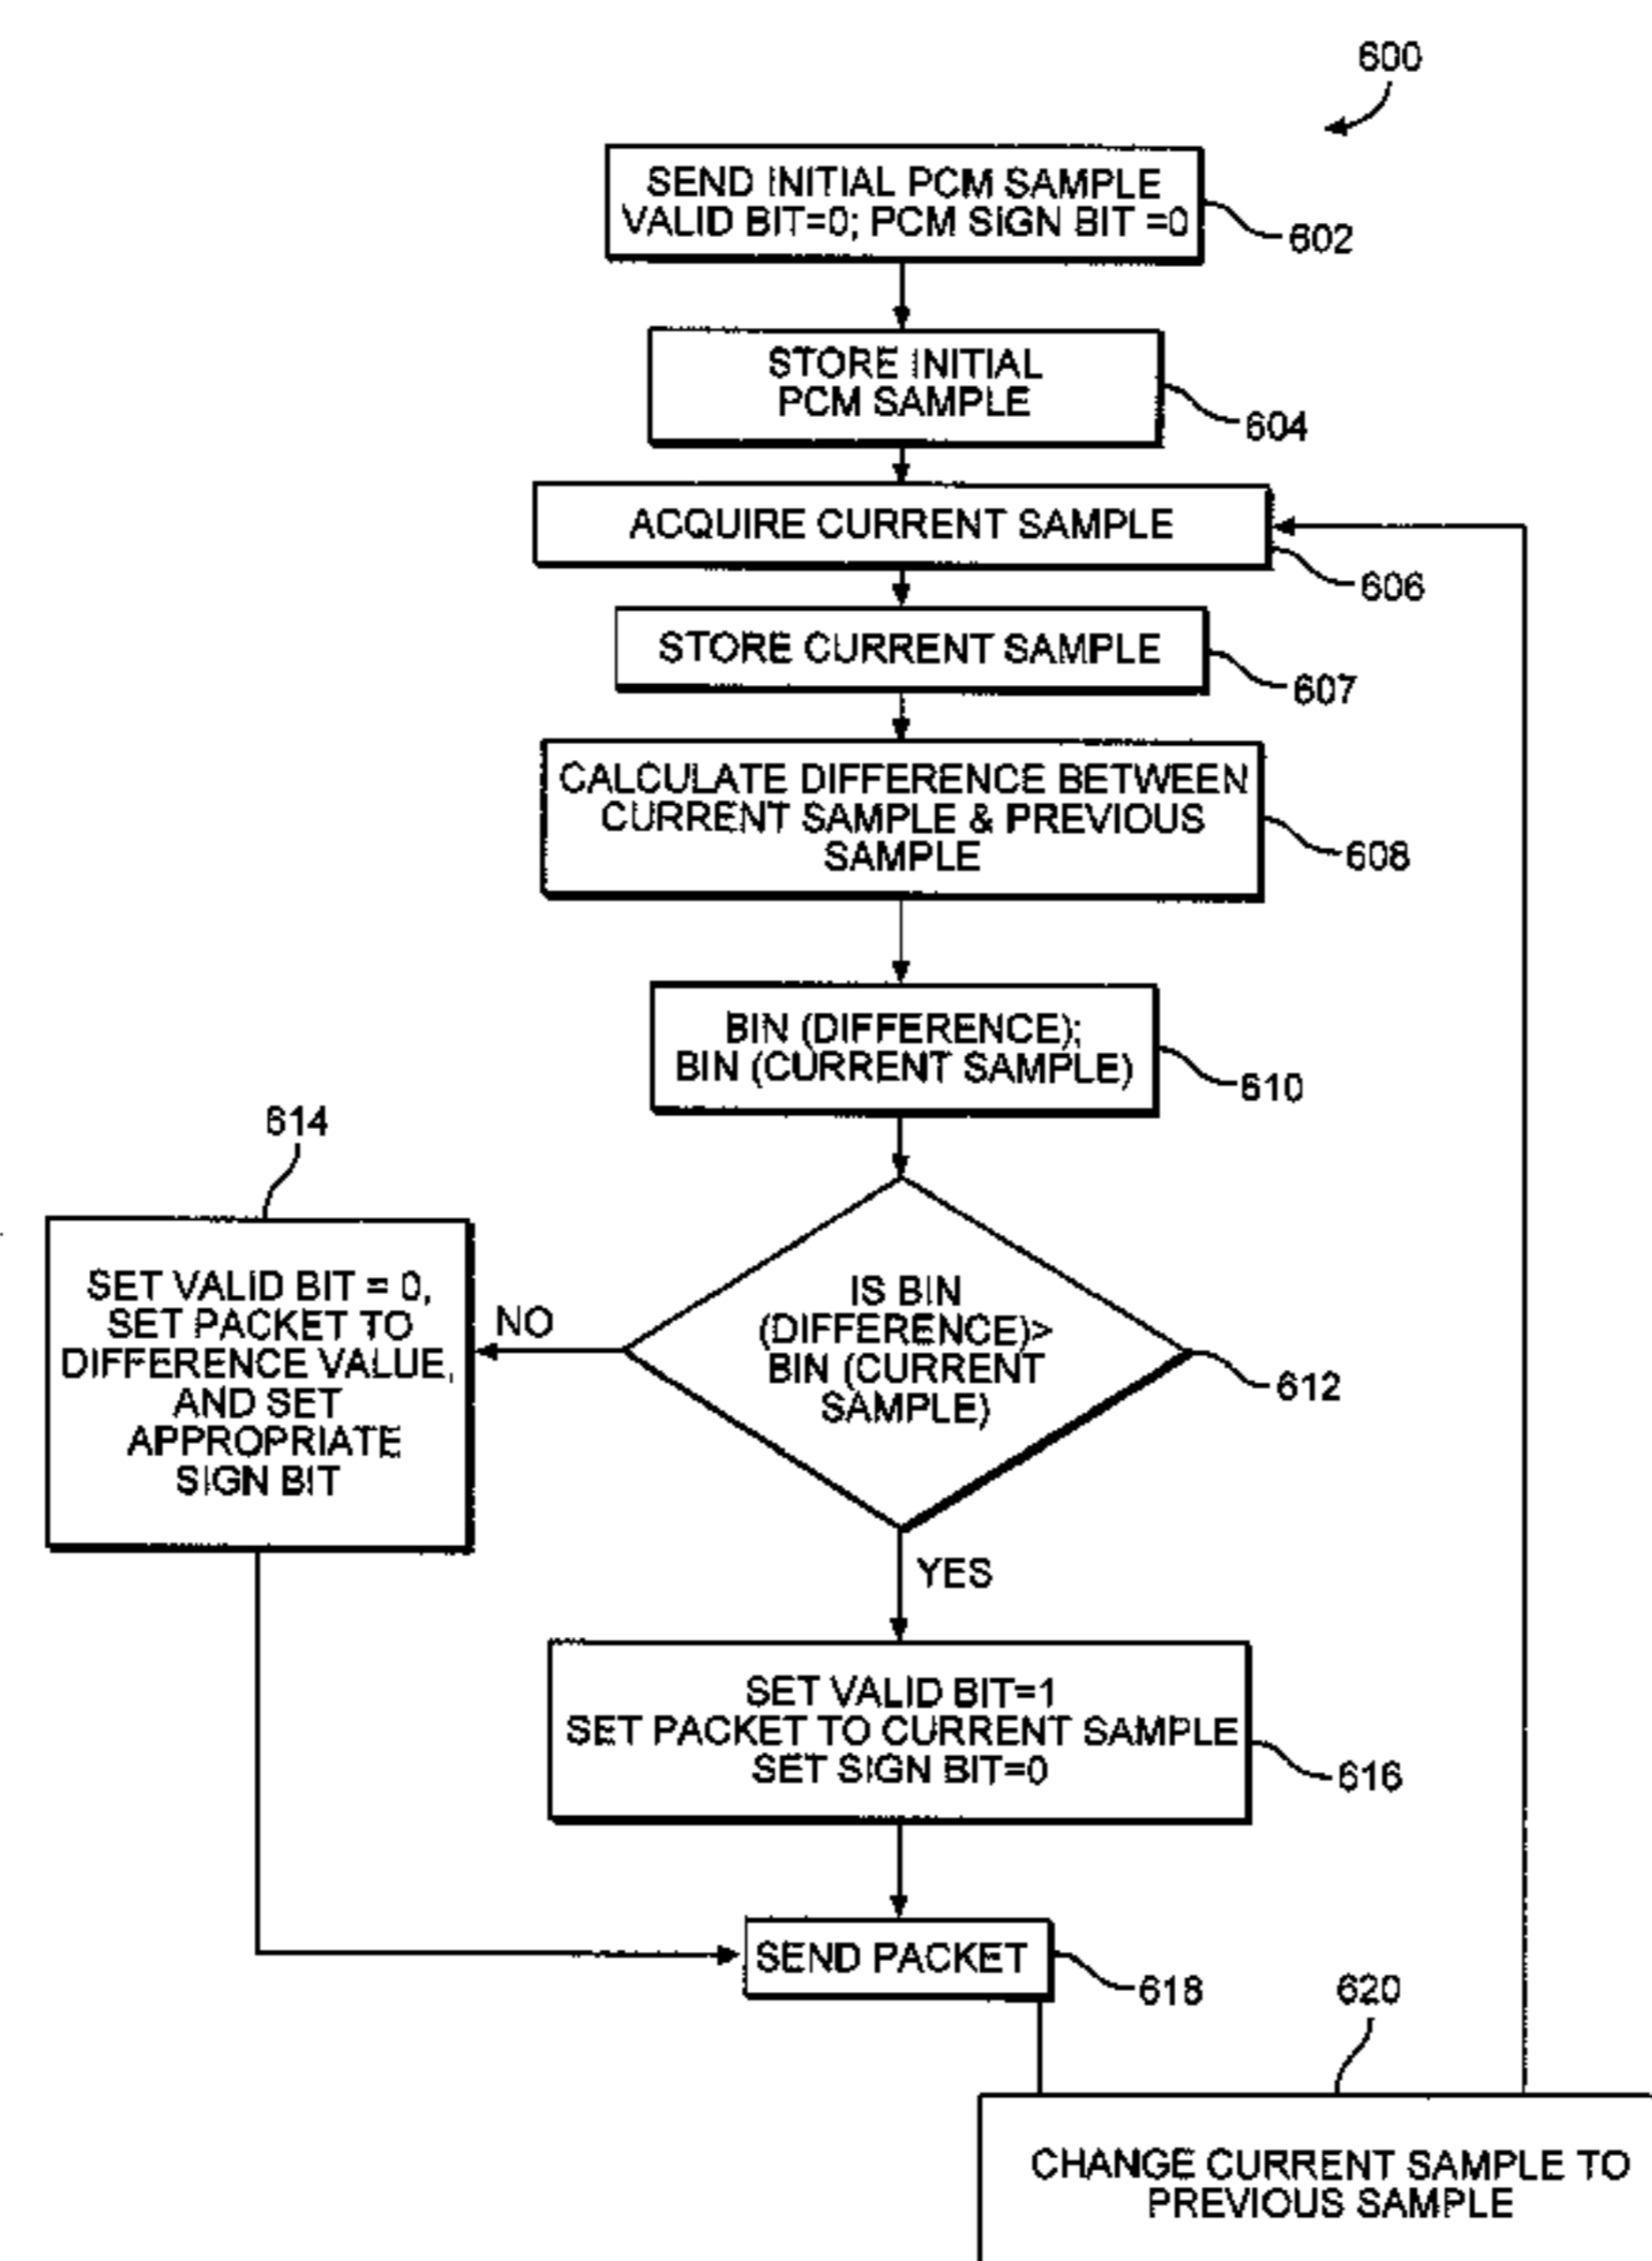 600
SEND INITIAL PCM SAMPLE
VALID BIT=0; PCM SIGN BIT =0
602
STORE INITIAL
PCM SAMPLE
604
ACQUIRE CURRENT SAMPLE
606
STORE CURRENT SAMPLE
607
CALCULATE DIFFERENCE BETWEEN
CURRENT SAMPLE & PREVIOUS
SAMPLE
608
BIN (DIFFERENCE);
BIN (CURRENT SAMPLE)
610
614
SET VALID BIT = 0,
SET PACKET TO
DIFFERENCE VALUE,
AND SET
APPROPRIATE
SIGN BIT
NO
IS BIN
(DIFFERENCE)>
BIN (CURRENT
SAMPLE)
612
YES
SET VALID BIT=1
SET PACKET TO CURRENT SAMPLE
SET SIGN BIT=0
616
SEND PACKET
618
620
CHANGE CURRENT SAMPLE TO
PREVIOUS SAMPLE